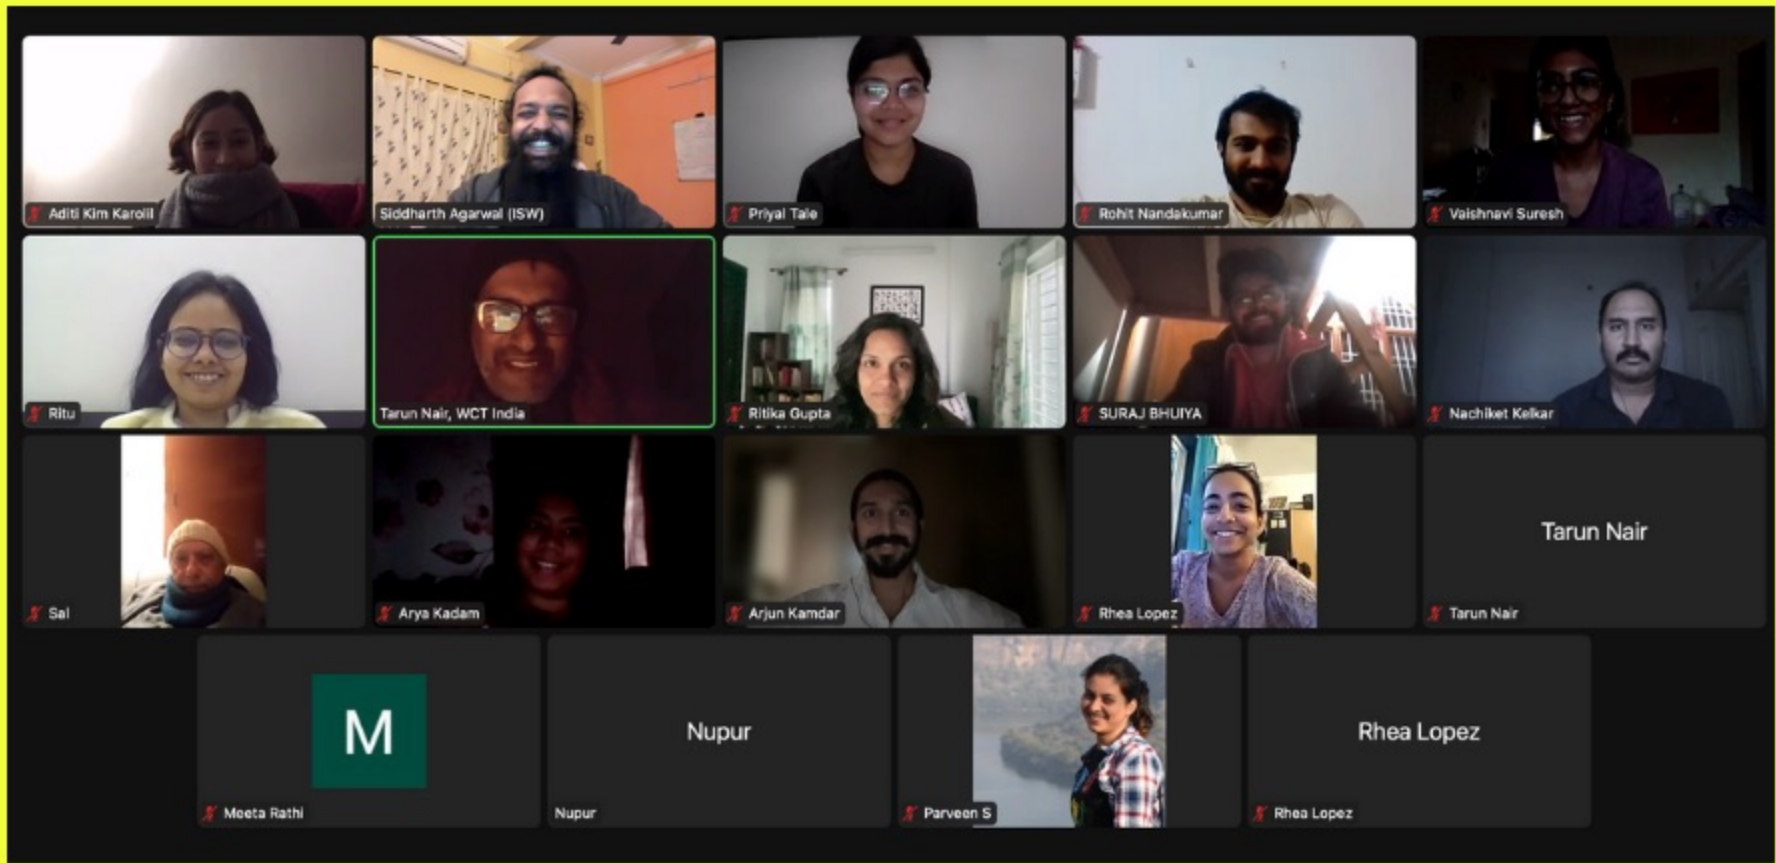 Aditi Kim Karolil
Siddharth Agarwal (ISW)
Priyal Tale
Rohit Nandakumar
Vaishnavi Suresh
Ritu
Tarun Nair, WCT India
Ritika Gupta
SURAJ BHUIYA
Nachiket Kelkar
Sal
Arya Kadam
Arjun Kamdar
Rhea Lopez
Tarun Nair
Tarun Nair
M
Meeta Rathi
Nupur
Nupur
Parveen S
Rhea Lopez
Rhea Lopez